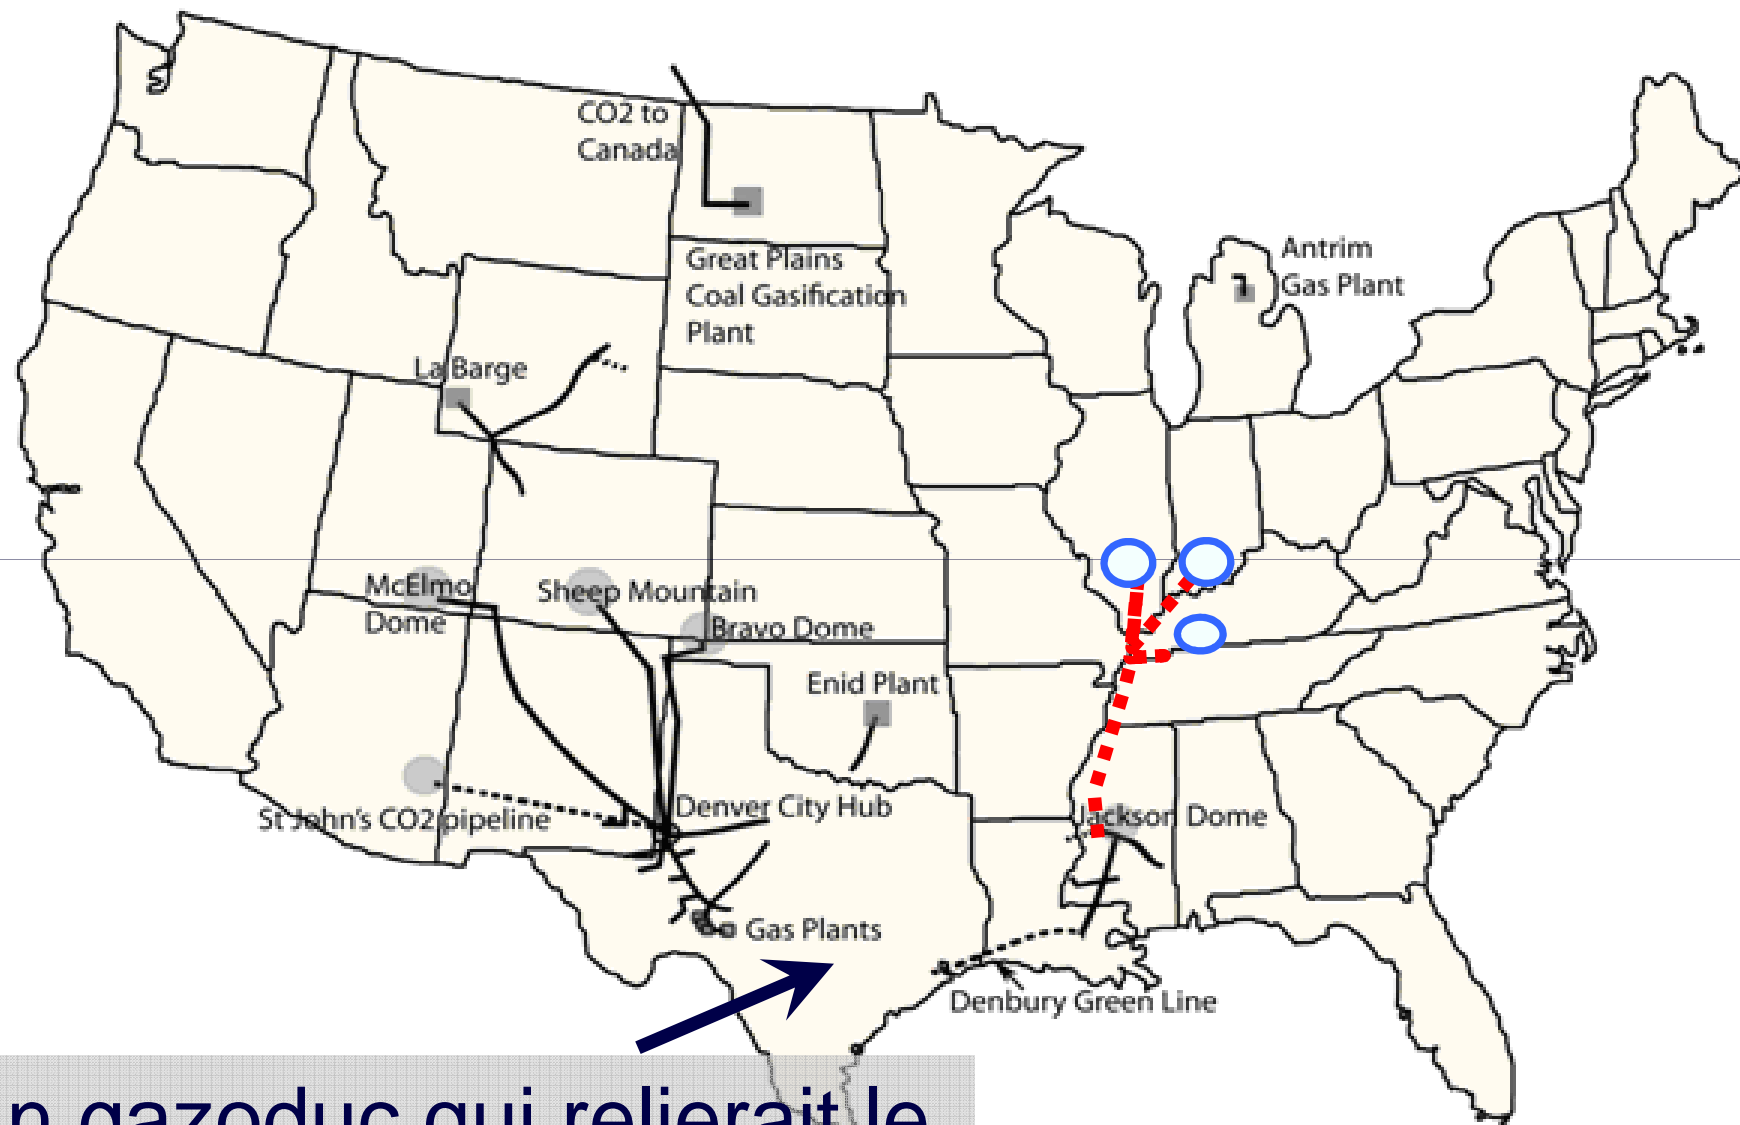 CO2 to
Canada
Antrim
Gas Plant
Great Plains
Coal Gasification
Plant
La Barge
McElmo
Dome
Sheep Mountain
Bravo Dome
Enid Plant
St John's CO2 pipeline
Denver City Hub
Jackson Dome
Gas Plants
Denbury Green Line
n gazoduc qui relierait le